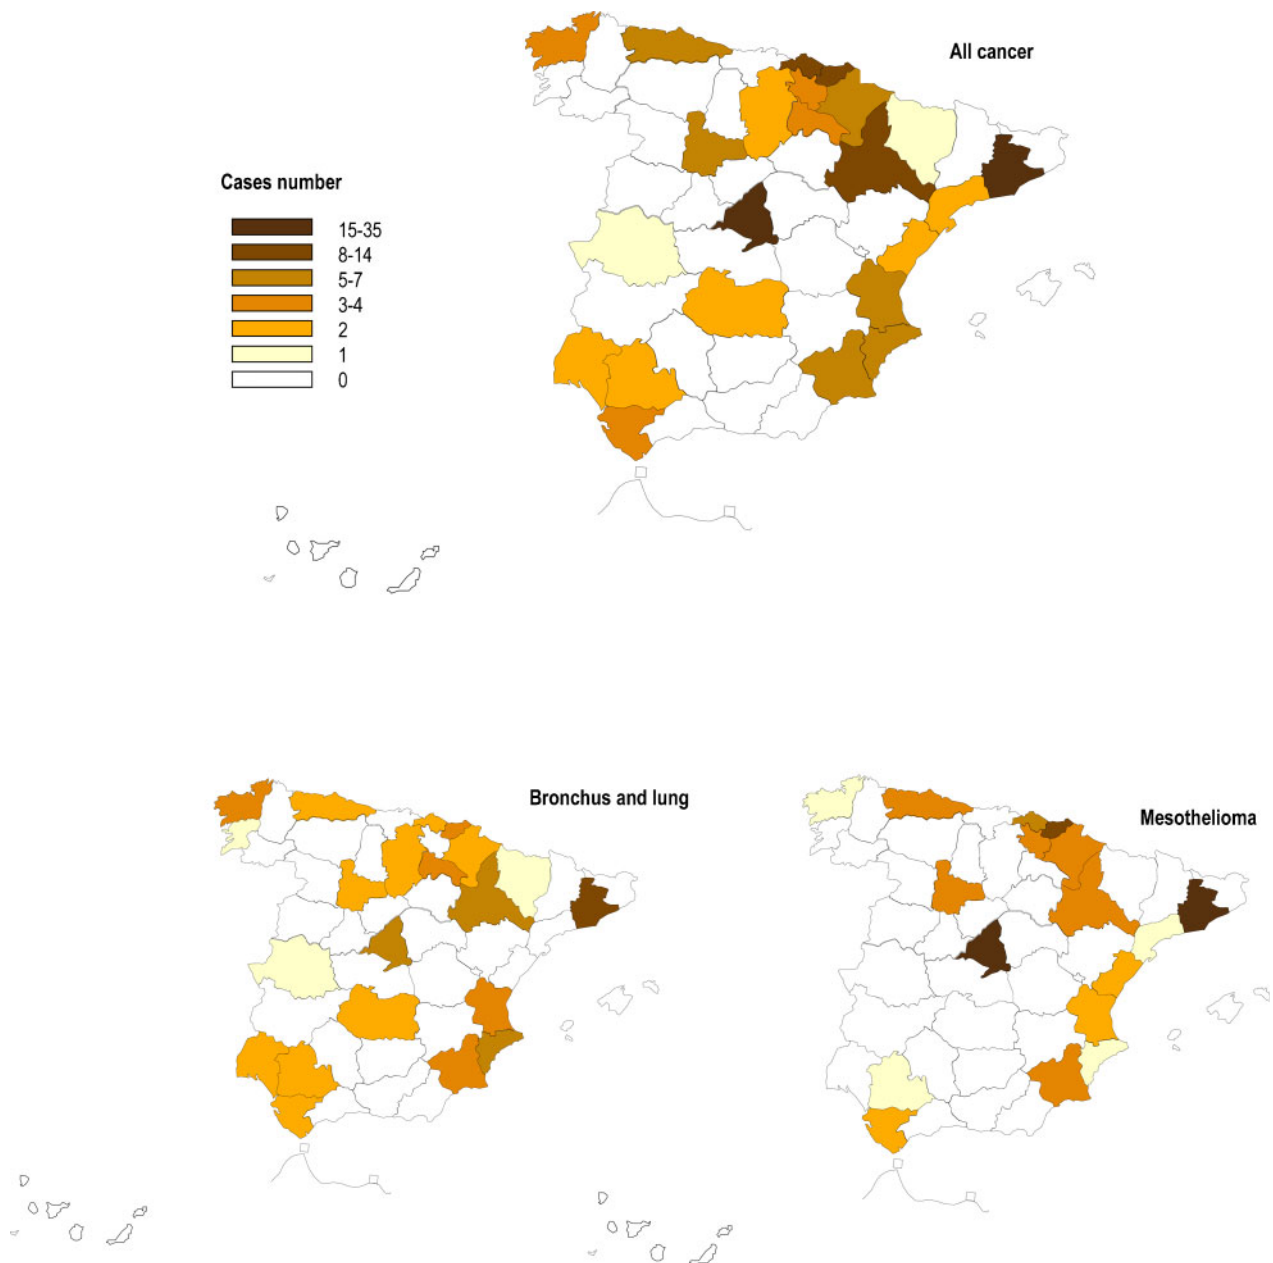 All cancer
Cases number
15-35
8-14
5-7
3-4
2
1
0
Bronchus and lung
Mesothelioma